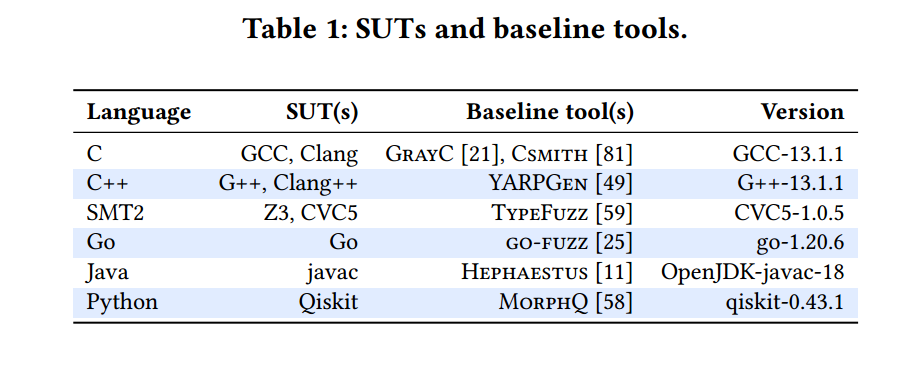 Table 1: SUTs and baseline tools.
Language SUT(s) Baseline tool(s) Version
C GCC, Clang GRAYC [21], CSMITH [81] GCC-13.1.1
C++ G++, Clang++ YARPGEN [49] G++-13.1.1
SMT2 Z3, CVC5 TYPEFUZZ [59] CVC5-1.0.5
Go Go GO-FUZZ [25] go-1.20.6
Java javac HEPHAESTUS [11] OpenJDK-javac-18
Python Qiskit MORPHQ [58] qiskit-0.43.1